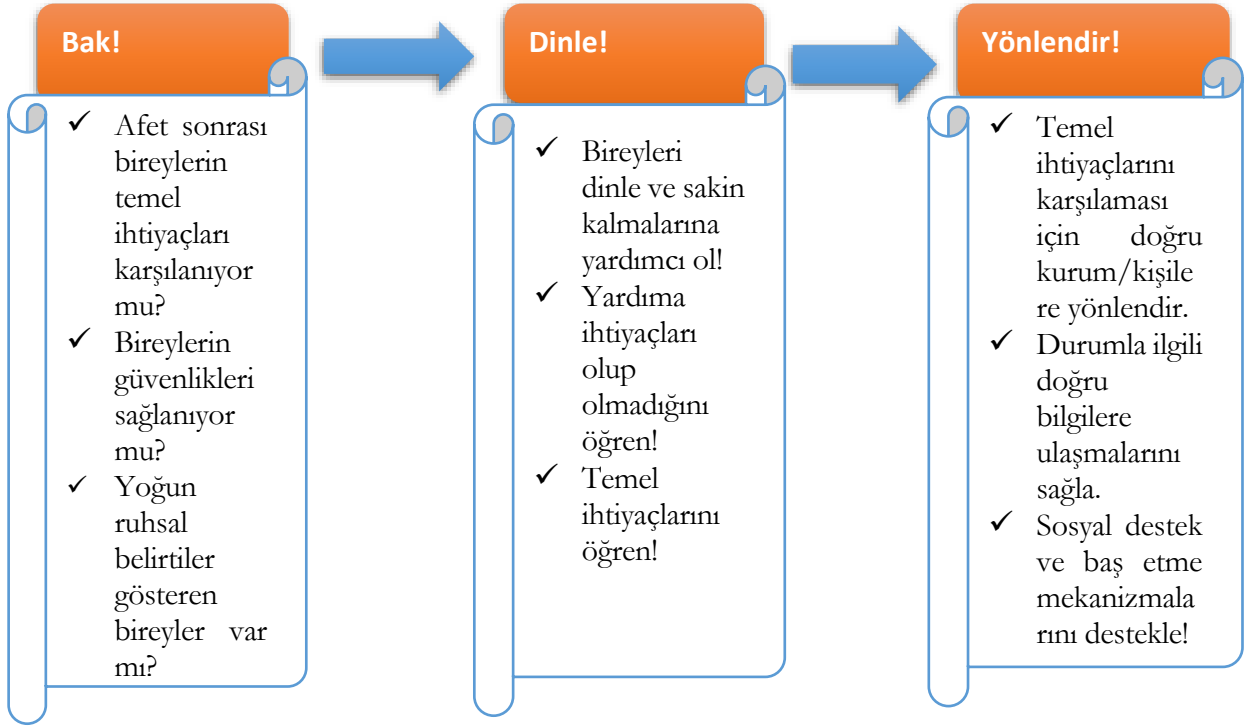 Bak!
✓ Afet sonrası
bireylerin
temel
ihtiyaçları
karşılanıyor
mu?
✓ Bireylerin
güvenlikleri
sağlanıyor
mu?
✓ Yoğun
ruhsal
belirtiler
gösteren
bireyler var
mı?
Dinle!
✓ Bireyleri
dinle ve sakin
kalmalarına
yardımcı ol!
✓ Yardıma
ihtiyaçları
olup
olmadığını
öğren!
✓ Temel
ihtiyaçlarını
öğren!
Yönlendir!
✓ Temel
ihtiyaçlarını
karşılaması
için doğru
kurum/kişile
re yönlendir.
✓ Durumla ilgili
doğru
bilgilere
ulaşmalarını
sağla.
✓ Sosyal destek
ve baş etme
mekanizmala
rını destekle!